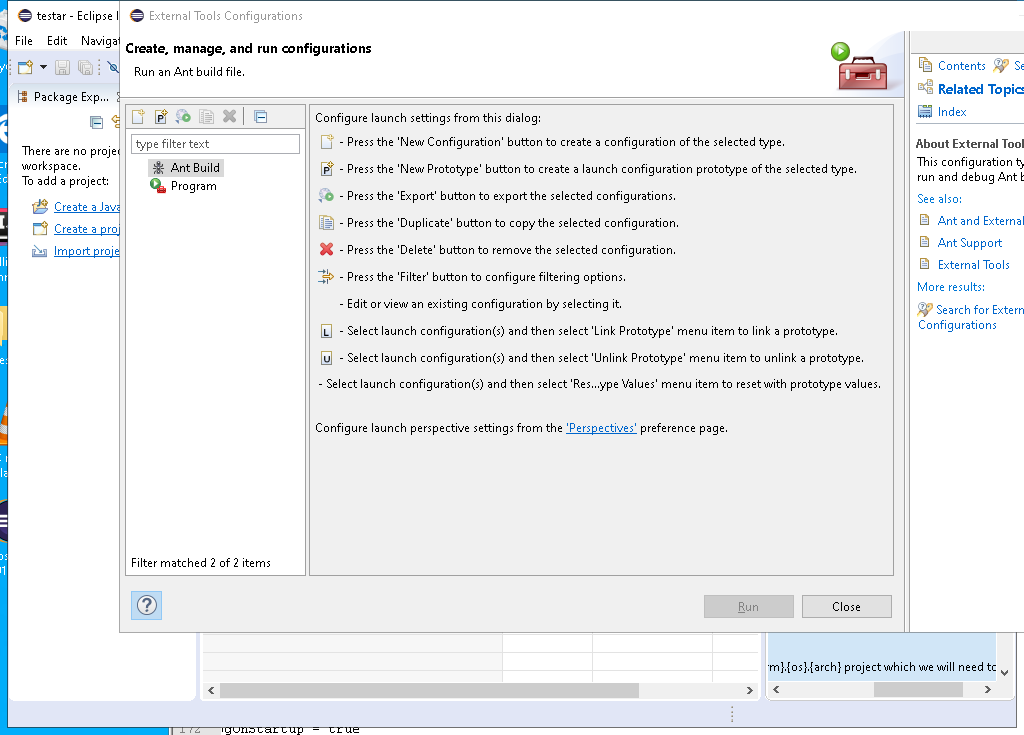 testar - Eclipse I
External Tools Configurations
File Edit Navigat
Create, manage, and run configurations
Run an Ant build file.
Package Exp...
There are no projec
workspace.
To add a project:
Create a Java
Create a proj
Import proje
type filter text
Ant Build
Program
Filter matched 2 of 2 items
Configure launch settings from this dialog:
- Press the 'New Configuration' button to create a configuration of the selected type.
- Press the 'New Prototype' button to create a launch configuration prototype of the selected type.
- Press the 'Export' button to export the selected configurations.
- Press the 'Duplicate' button to copy the selected configuration.
- Press the 'Delete' button to remove the selected configuration.
- Press the 'Filter' button to configure filtering options.
- Edit or view an existing configuration by selecting it.
L - Select launch configuration(s) and then select 'Link Prototype' menu item to link a prototype.
U - Select launch configuration(s) and then select 'Unlink Prototype' menu item to unlink a prototype.
- Select launch configuration(s) and then select 'Res...ype Values' menu item to reset with prototype values.
Configure launch perspective settings from the 'Perspectives' preference page.
Run
Close
Contents Se
Related Topics
Index
About External Tool
This configuration ty
run and debug Ant b
See also:
Ant and External
Ant Support
External Tools
More results:
Search for Extern
Configurations
rm}.{os}.{arch} project which we will need to
172 gOnStartup = true